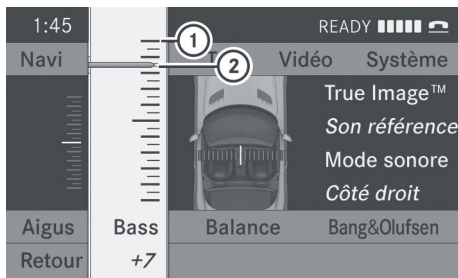 1:45 READY
1
Navi T Vidéo Système
2
True Image™
Son référence
Mode sonore
Côté droit
Aigus Bass Balance Bang&Olufsen
Retour +7